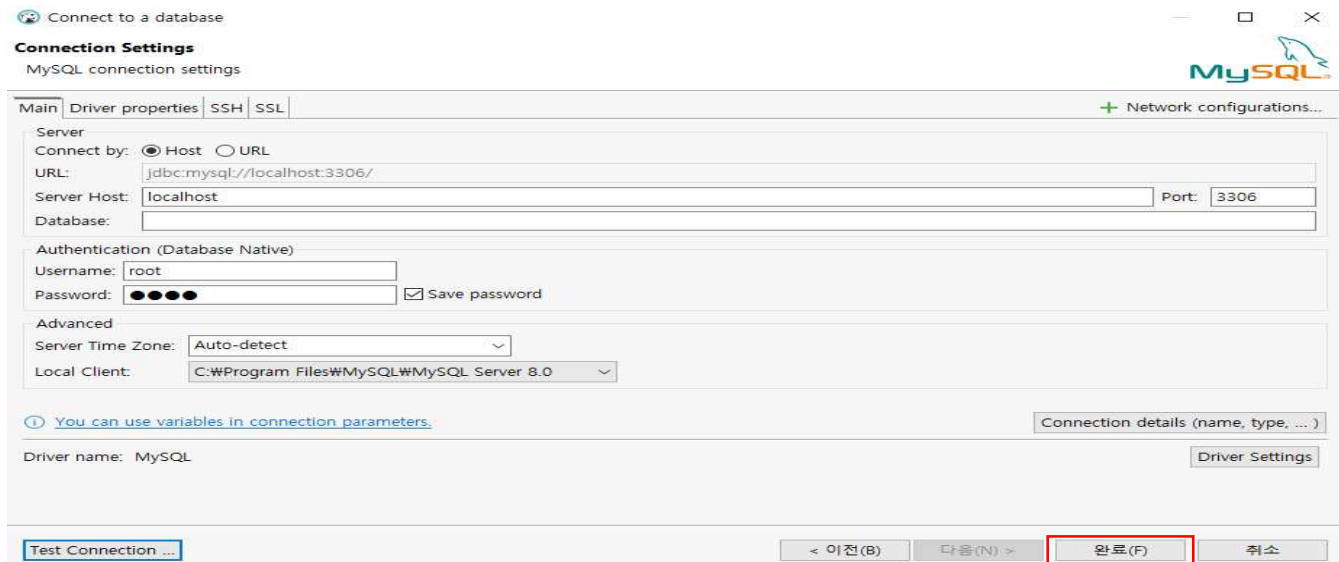 Connect to a database
Connection Settings
MySQL connection settings
MySQL
Main Driver properties SSH SSL
Network configurations...
Server
Connect by: Host URL
URL: jdbc:mysql://localhost:3306/
Server Host: localhost Port: 3306
Database:
Authentication (Database Native)
Username: root
Password: ●●●● Save password
Advanced
Server Time Zone: Auto-detect
Local Client: C:₩Program Files₩MySQL₩MySQL Server 8.0
You can use variables in connection parameters.
Connection details (name, type, ... )
Driver name: MySQL
Driver Settings
Test Connection ... < 이전(B) 다음(N) > 완료(F) 취소